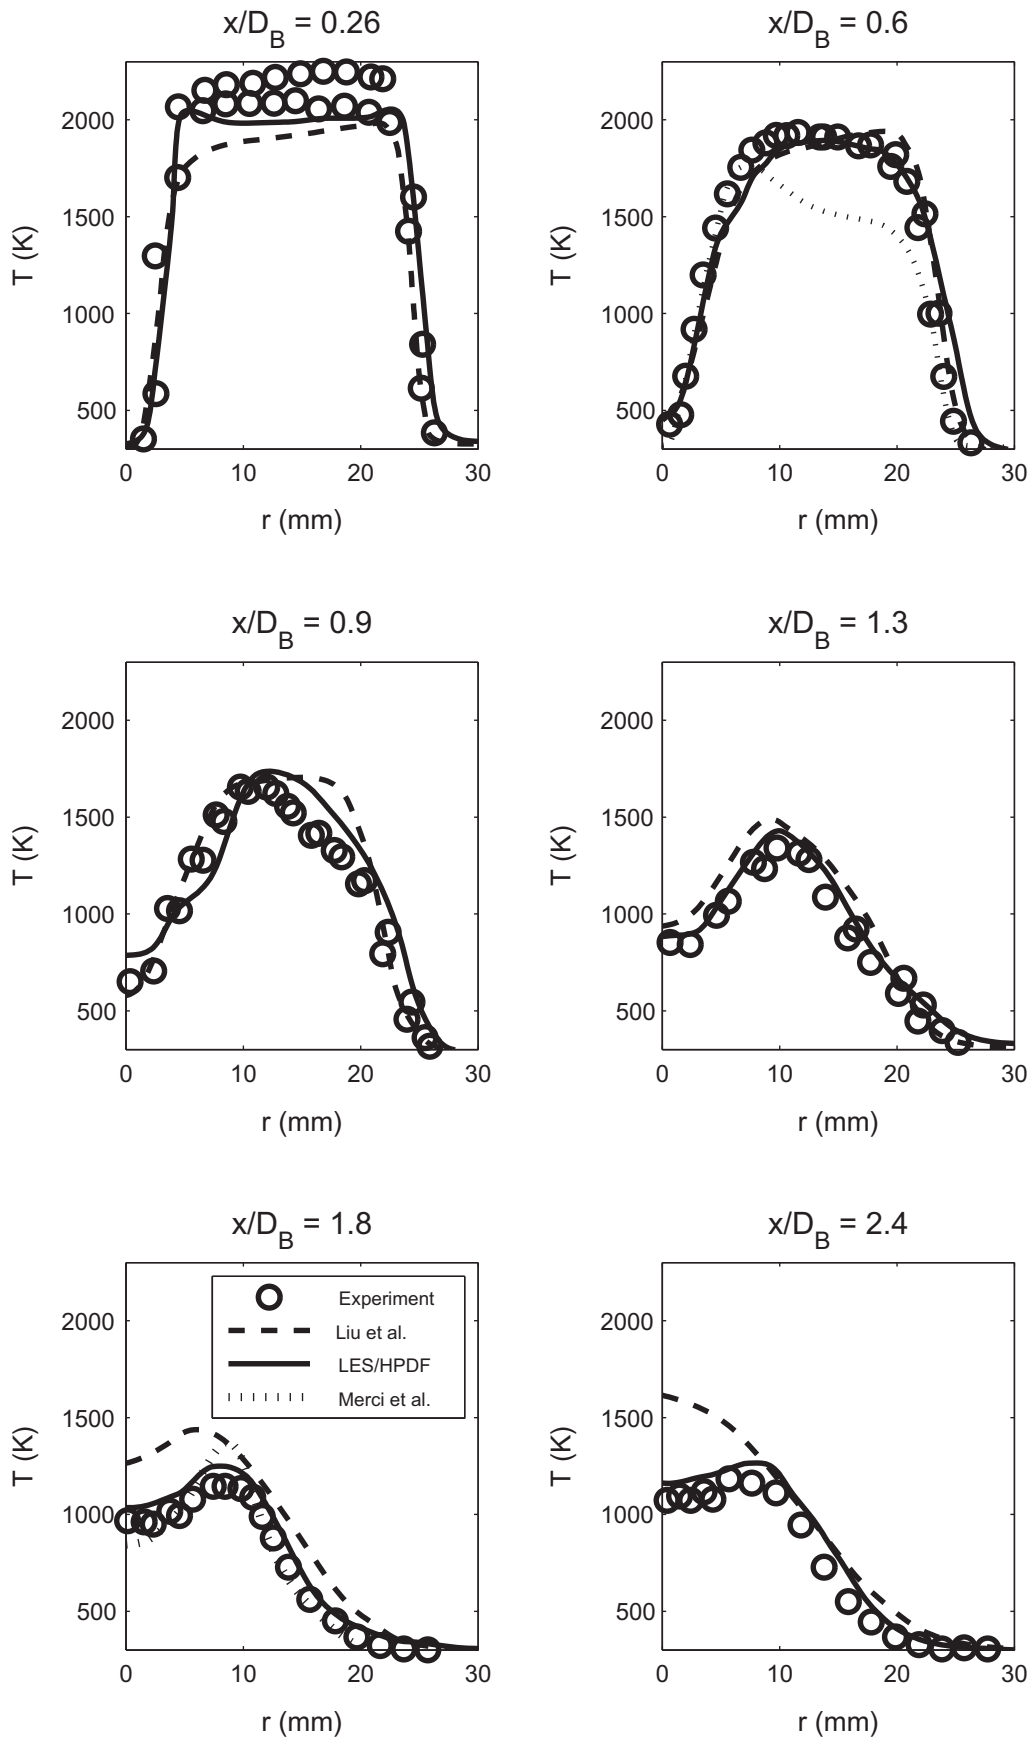 x/D_B = 0.26
T (K)
2000
1500
1000
500
0 10 20 30
r (mm)
x/D_B = 0.6
T (K)
2000
1500
1000
500
0 10 20 30
r (mm)
x/D_B = 0.9
T (K)
2000
1500
1000
500
0 10 20 30
r (mm)
x/D_B = 1.3
T (K)
2000
1500
1000
500
0 10 20 30
r (mm)
x/D_B = 1.8
T (K)
2000
1500
1000
500
Experiment
Liu et al.
LES/HPDF
Merci et al.
0 10 20 30
r (mm)
x/D_B = 2.4
T (K)
2000
1500
1000
500
0 10 20 30
r (mm)